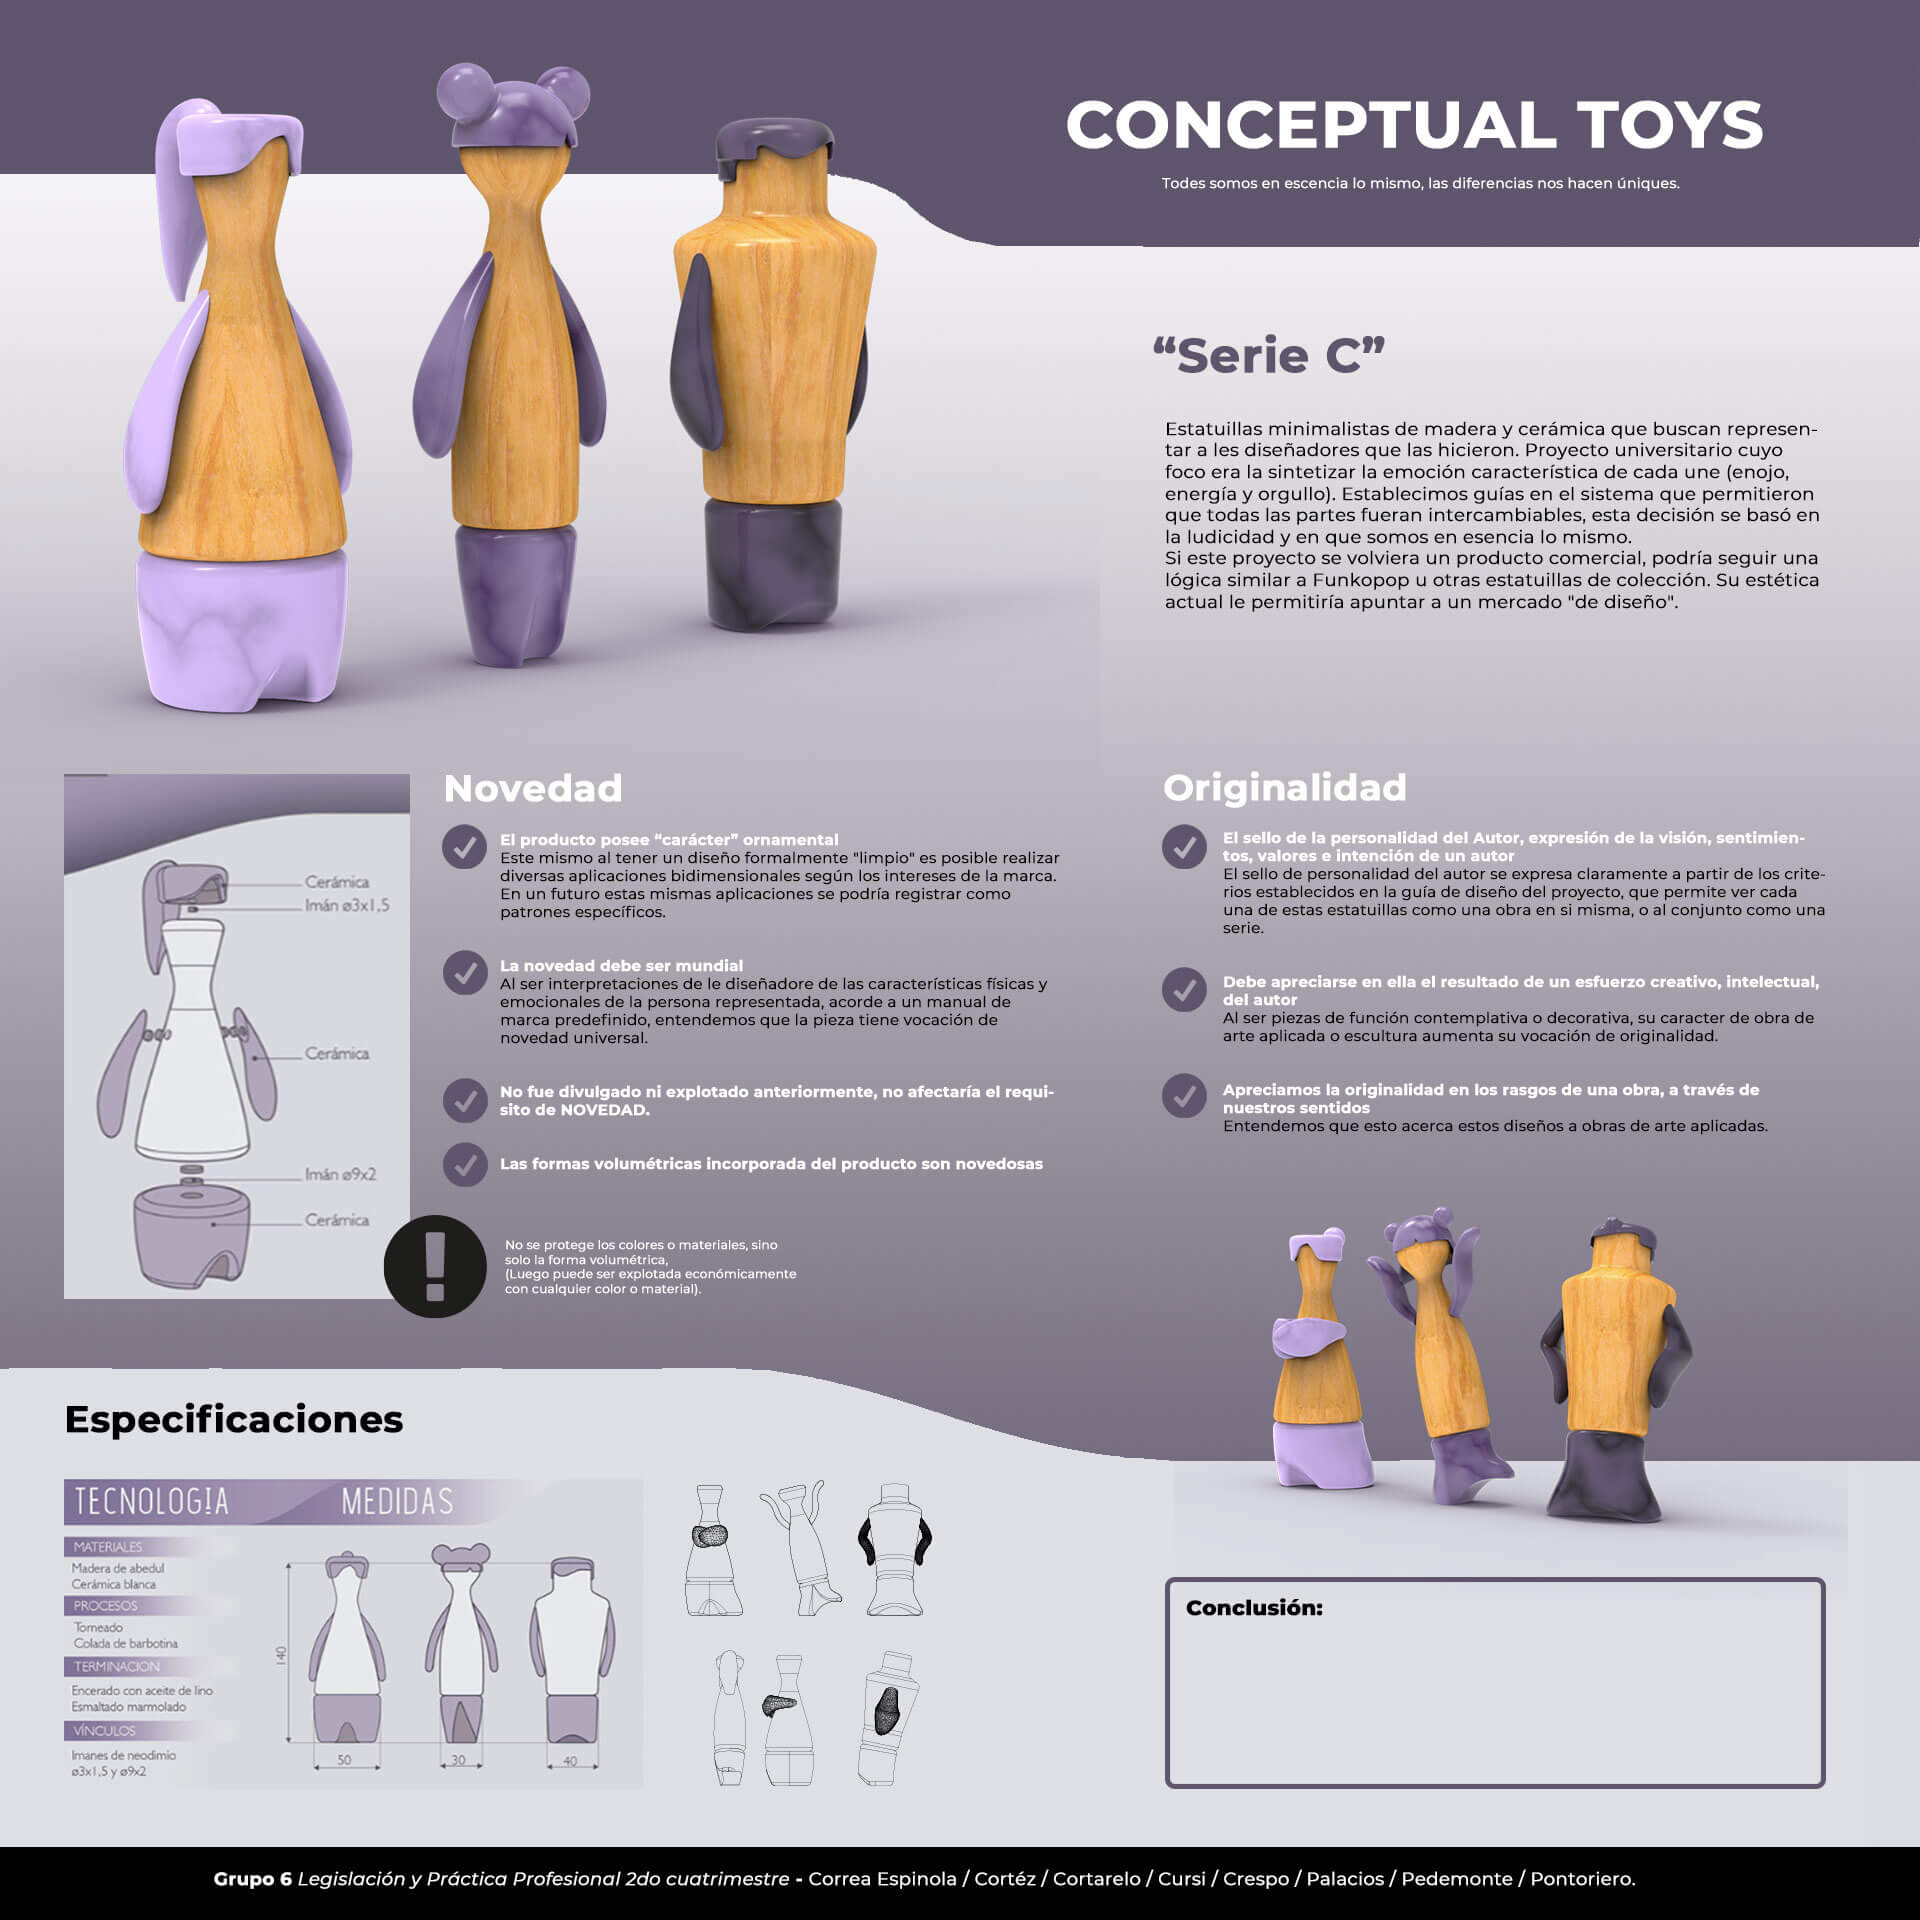 CONCEPTUAL TOYS
Todes somos en escencia lo mismo, las diferencias nos hacen úniques.
“Serie C”
Estatuillas minimalistas de madera y cerámica que buscan represen-
tar a les diseñadores que las hicieron. Proyecto universitario cuyo
foco era la sintetizar la emoción característica de cada une (enojo,
energía y orgullo). Establecimos guías en el sistema que permitieron
que todas las partes fueran intercambiables, esta decisión se basó en
la ludicidad y en que somos en esencia lo mismo.
Si este proyecto se volviera un producto comercial, podría seguir una
lógica similar a Funkopop u otras estatuillas de colección. Su estética
actual le permitiría apuntar a un mercado "de diseño".
Cerámica
Imán ø3x1,5
Cerámica
Imán ø9x2
Cerámica
Novedad
El producto posee “carácter” ornamental
Este mismo al tener un diseño formalmente "limpio" es posible realizar
diversas aplicaciones bidimensionales según los intereses de la marca.
En un futuro estas mismas aplicaciones se podría registrar como
patrones específicos.
La novedad debe ser mundial
Al ser interpretaciones de le diseñadore de las características físicas y
emocionales de la persona representada, acorde a un manual de
marca predefinido, entendemos que la pieza tiene vocación de
novedad universal.
No fue divulgado ni explotado anteriormente, no afectaría el requi-
sito de NOVEDAD.
Las formas volumétricas incorporada del producto son novedosas
!
No se protege los colores o materiales, sino
solo la forma volumétrica,
(Luego puede ser explotada económicamente
con cualquier color o material).
Originalidad
El sello de la personalidad del Autor, expresión de la visión, sentimien-
tos, valores e intención de un autor
El sello de personalidad del autor se expresa claramente a partir de los crite-
rios establecidos en la guía de diseño del proyecto, que permite ver cada
una de estas estatuillas como una obra en si misma, o al conjunto como una
serie.
Debe apreciarse en ella el resultado de un esfuerzo creativo, intelectual,
del autor
Al ser piezas de función contemplativa o decorativa, su caracter de obra de
arte aplicada o escultura aumenta su vocación de originalidad.
Apreciamos la originalidad en los rasgos de una obra, a través de
nuestros sentidos
Entendemos que esto acerca estos diseños a obras de arte aplicadas.
Especificaciones
TECNOLOGIA
MEDIDAS
MATERIALES
Madera de abedul
Cerámica blanca
PROCESOS
Torneado
Colada de barbotina
TERMINACION
Encerado con aceite de lino
Esmaltado marmolado
VÍNCULOS
Imanes de neodimio
ø3x1,5 y ø9x2
140
50
30
40
Conclusión:
Grupo 6 Legislación y Práctica Profesional 2do cuatrimestre - Correa Espinola / Cortéz / Cortarelo / Cursi / Crespo / Palacios / Pedemonte / Pontoriero.